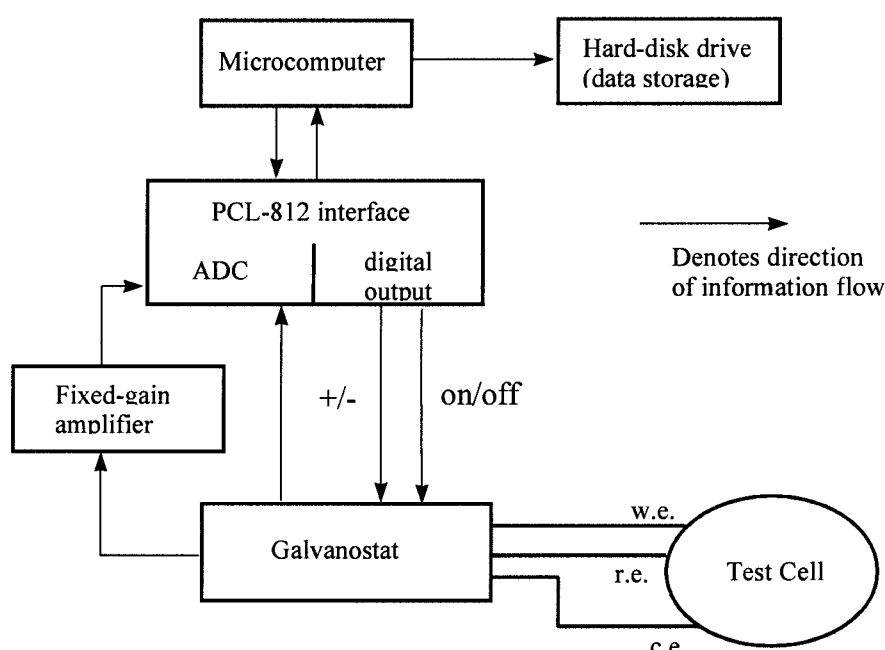 Microcomputer
Hard-disk drive
(data storage)
PCL-812 interface
ADC
digital
output
Denotes direction
of information flow
Fixed-gain
amplifier
+/-
on/off
Galvanostat
w.e.
r.e.
c.e.
Test Cell